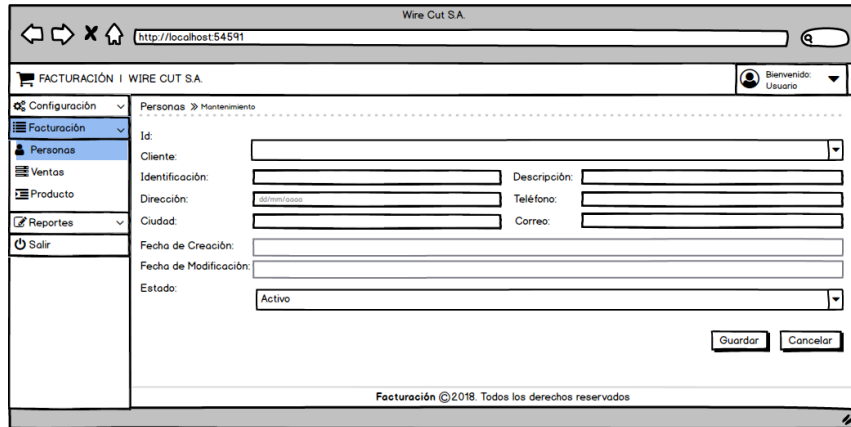 Wire Cut S.A.
http://localhost:54591
FACTURACIÓN I WIRE CUT S.A.
Bienvenido:
Usuario
Configuración
Personas » Mantenimiento
Facturación
Id:
Personas
Cliente:
Ventas
Identificación:
Descripción:
Producto
Dirección:
dd/mm/aaaa
Teléfono:
Reportes
Ciudad:
Correo:
Salir
Fecha de Creación:
Fecha de Modificación:
Estado:
Activo
Guardar
Cancelar
Facturación ©2018. Todos los derechos reservados